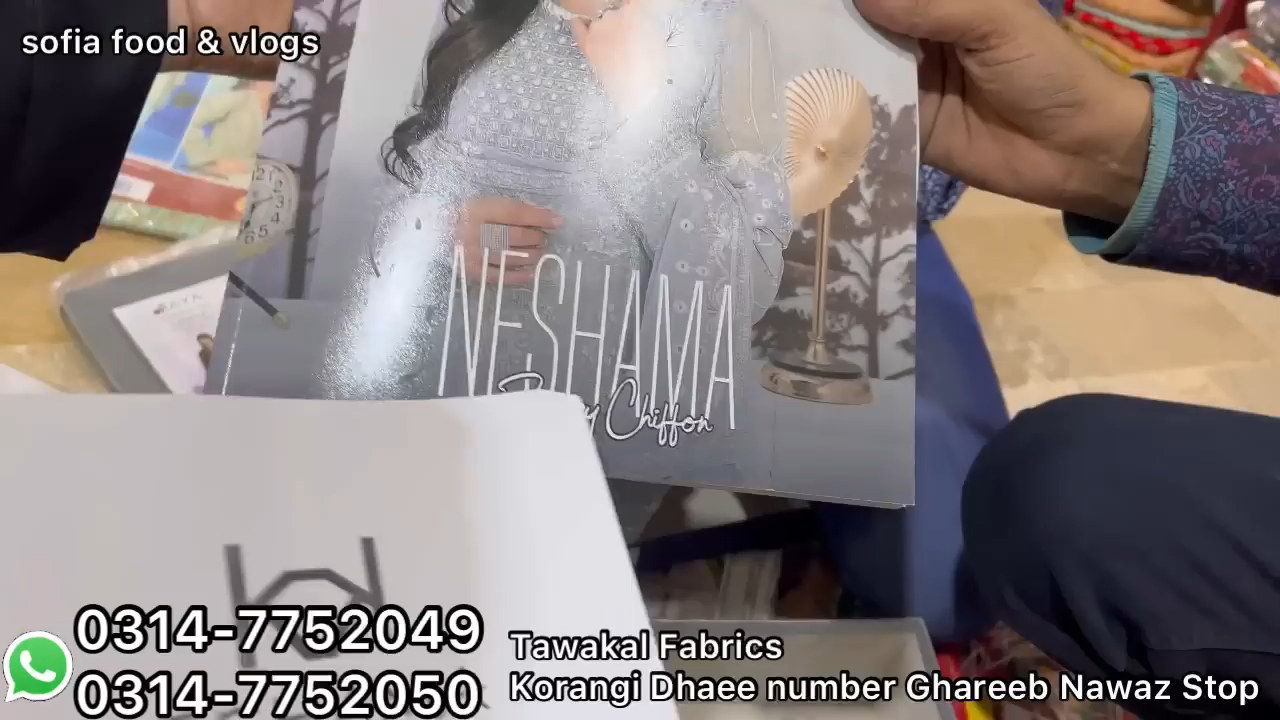 sofia food & vlogs
NESHAMA
Chiffon
0314-7752049
0314-7752050
Tawakal Fabrics
Korangi Dhaee number Ghareeb Nawaz Stop